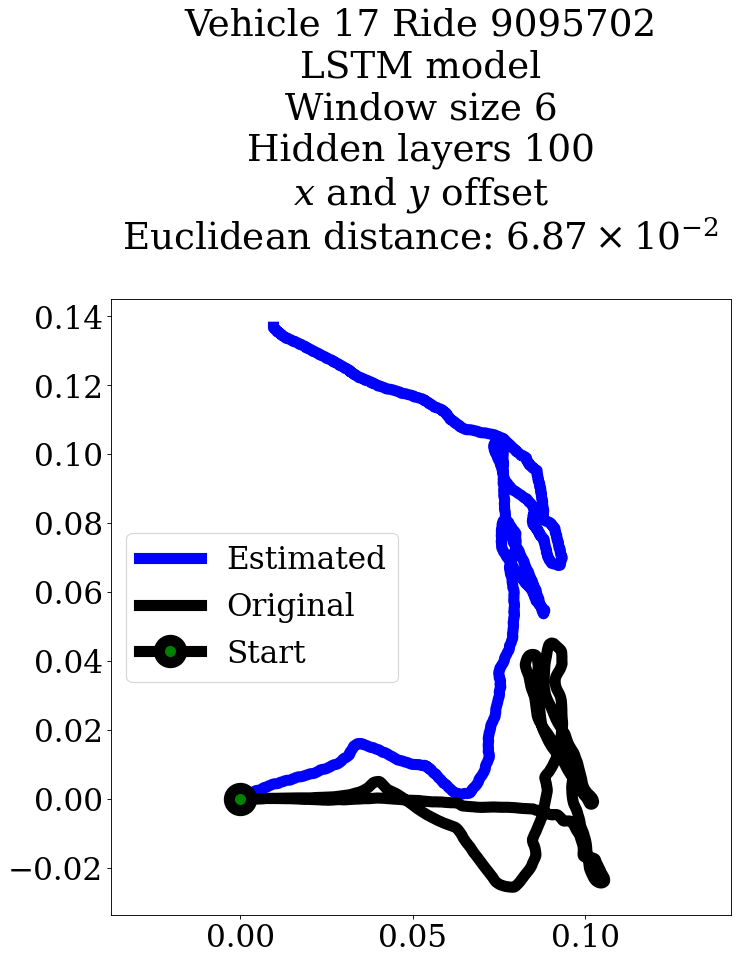 Vehicle 17 Ride 9095702
LSTM model
Window size 6
Hidden layers 100
x and y offset
Euclidean distance: 6.87 × 10⁻²
0.14
0.12
0.10
0.08
0.06
0.04
0.02
0.00
−0.02
Estimated
Original
Start
0.00 0.05 0.10